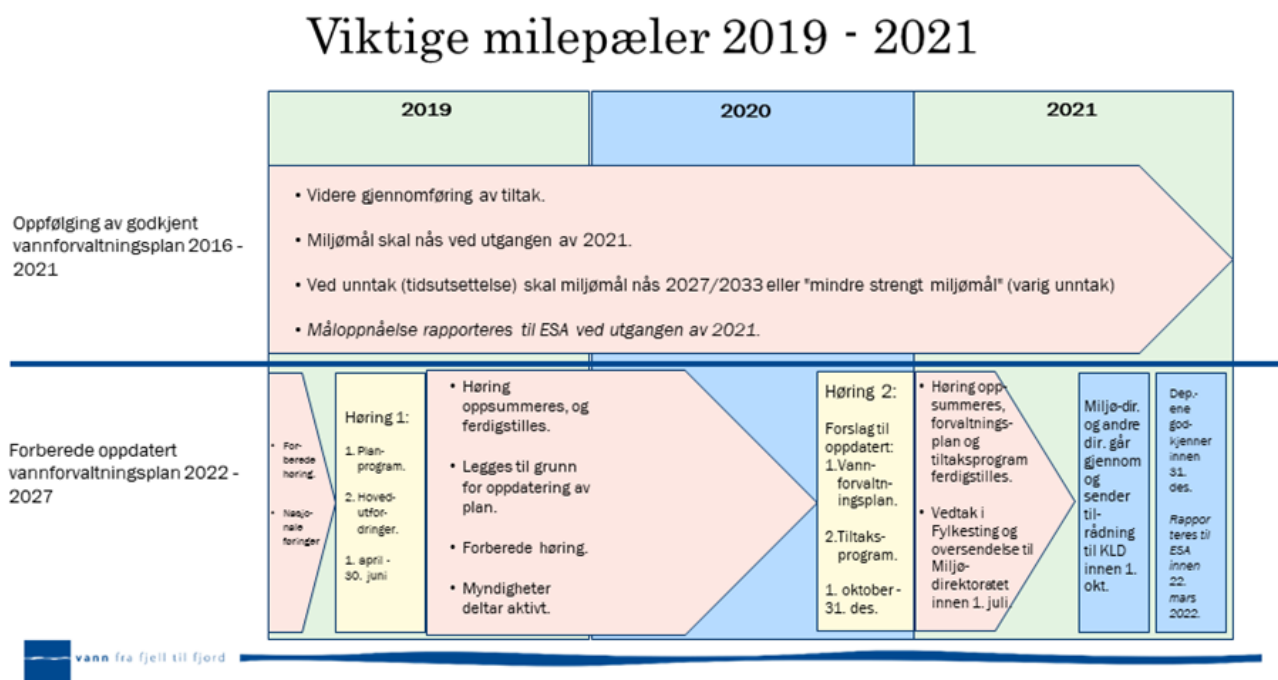 Viktige milepæler 2019 - 2021
2019
2020
2021
Oppfølging av godkjent
vannforvaltningsplan 2016 -
2021
• Videre gjennomføring av tiltak.
• Miljømål skal nås ved utgangen av 2021.
• Ved unntak (tidsutsettelse) skal miljømål nås 2027/2033 eller "mindre strengt miljømål" (varig unntak)
• Måloppnåelse rapporteres til ESA ved utgangen av 2021.
Forberede oppdatert
vannforvaltningsplan 2022 -
2027
• For-
berede
høring.
• Nasjo-
nale
føringer
Høring 1:
1. Plan-
program.
2. Hoved-
utfor-
dringer.
1. april -
30. juni
• Høring
oppsummeres, og
ferdigstilles.
• Legges til grunn
for oppdatering av
plan.
• Forberede høring.
• Myndigheter
deltar aktivt.
Høring 2:
Forslag til
oppdatert:
1.Vann-
forvaltn-
ingsplan.
2.Tiltaks-
program.
1. oktober -
31. des.
• Høring opp-
summeres,
forvaltnings-
plan og
tiltaksprogram
ferdigstilles.
• Vedtak i
Fylkesting og
oversendelse til
Miljø-
direktoratet
innen 1. juli.
Miljø-dir.
og andre
dir. går
gjennom
og
sender
til-
rådning
til KLD
innen 1.
okt.
Dep.-
ene
god-
kjenner
innen
31.
des.
Rappor
teres til
ESA
innen
22.
mars
2022.
vann fra fjell til fjord